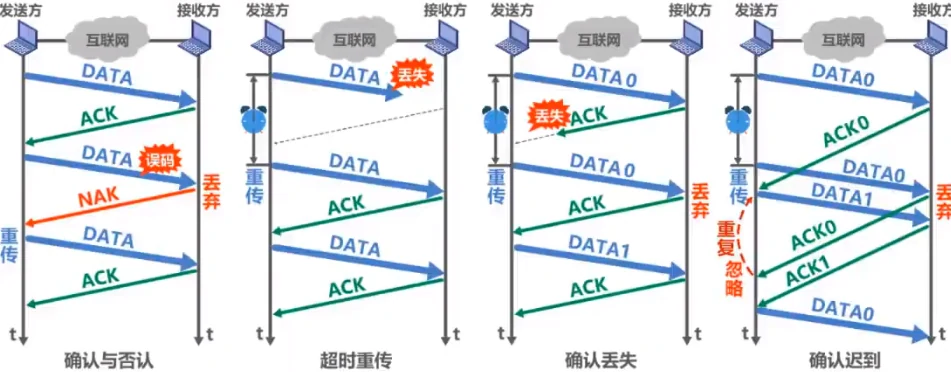 发送方 接收方
互联网
DATA
ACK
DATA 误码
NAK
丢弃
重传
DATA
ACK
t t
确认与否认
发送方 接收方
互联网
DATA 丢失
重传
DATA
ACK
DATA
ACK
t t
超时重传
发送方 接收方
互联网
DATA0
丢失 ACK
重传
DATA0
丢弃
ACK
DATA1
ACK
t t
确认丢失
发送方 接收方
互联网
DATA0
ACK0
重传
DATA0
DATA1
丢弃
重复 忽略
ACK0
ACK1
DATA0
t t
确认迟到